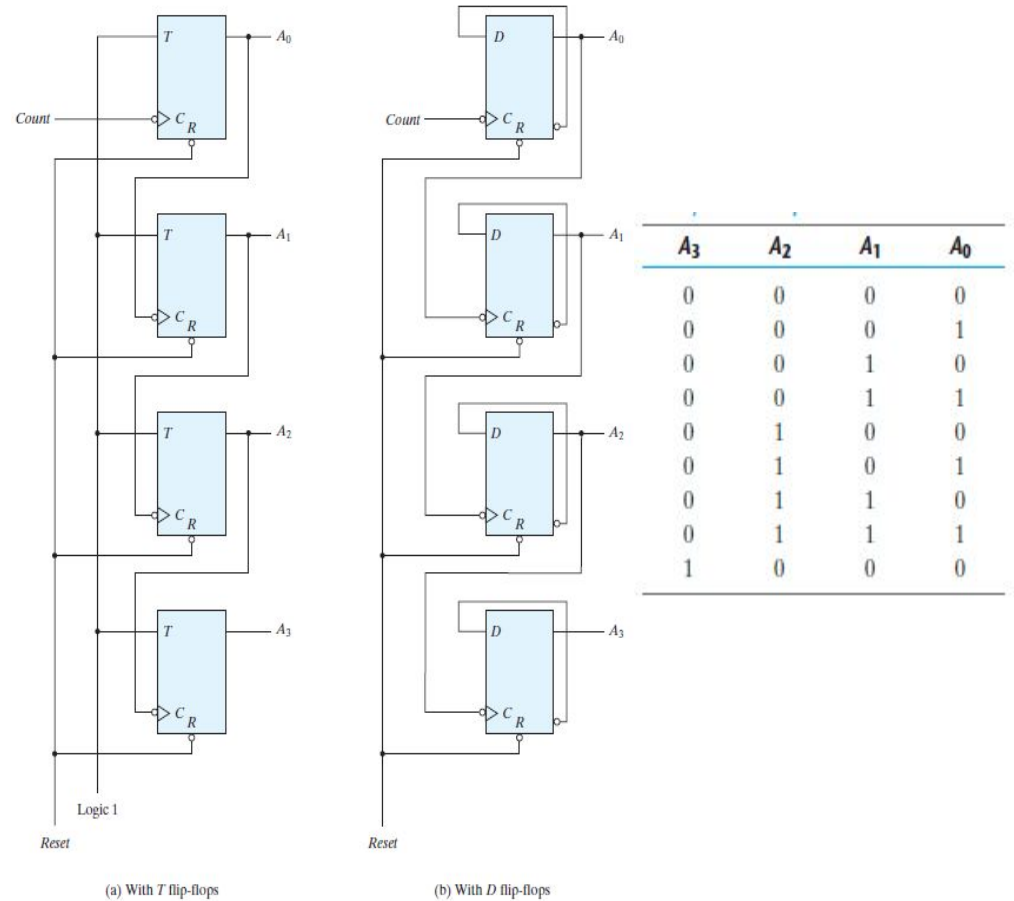 T
A0
Count
C
R
T
A1
C
R
T
A2
C
R
T
A3
C
R
Logic 1
Reset
(a) With T flip-flops
D
A0
Count
C
R
D
A1
C
R
D
A2
C
R
D
A3
C
R
Reset
(b) With D flip-flops
A3 A2 A1 A0
0 0 0 0
0 0 0 1
0 0 1 0
0 0 1 1
0 1 0 0
0 1 0 1
0 1 1 0
0 1 1 1
1 0 0 0